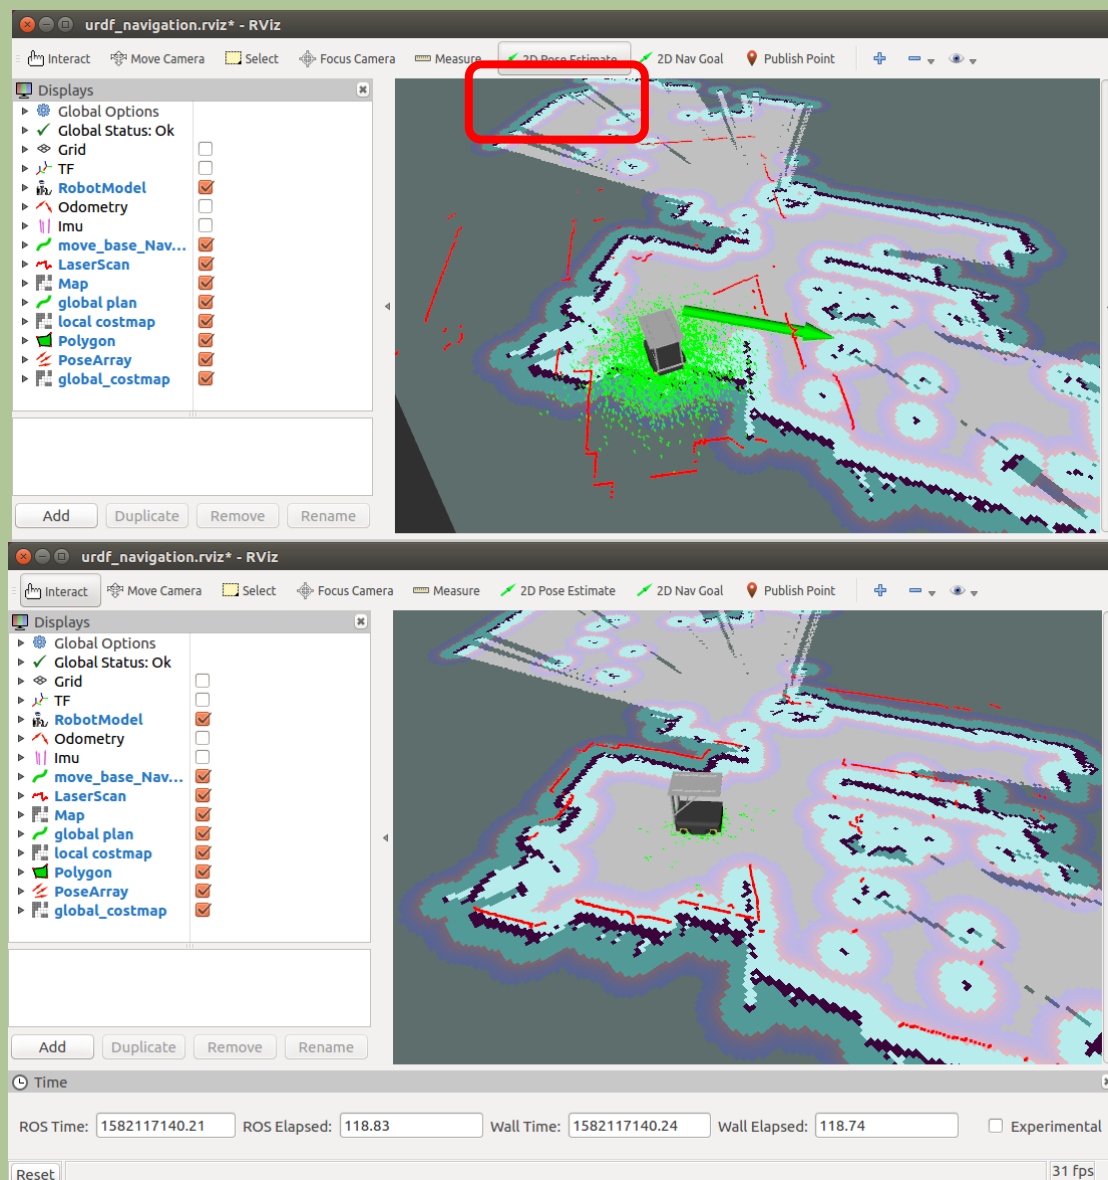 urdf_navigation.rviz* - RViz
Interact Move Camera Select Focus Camera Measure 2D Pose Estimate 2D Nav Goal Publish Point
Displays
Global Options
Global Status: Ok
Grid
TF
RobotModel
Odometry
Imu
move_base_Nav...
LaserScan
Map
global plan
local costmap
Polygon
PoseArray
global_costmap
Add Duplicate Remove Rename
urdf_navigation.rviz* - RViz
Interact Move Camera Select Focus Camera Measure 2D Pose Estimate 2D Nav Goal Publish Point
Displays
Global Options
Global Status: Ok
Grid
TF
RobotModel
Odometry
Imu
move_base_Nav...
LaserScan
Map
global plan
local costmap
Polygon
PoseArray
global_costmap
Add Duplicate Remove Rename
Time
ROS Time: 1582117140.21 ROS Elapsed: 118.83 Wall Time: 1582117140.24 Wall Elapsed: 118.74 Experimental
Reset 31 fps